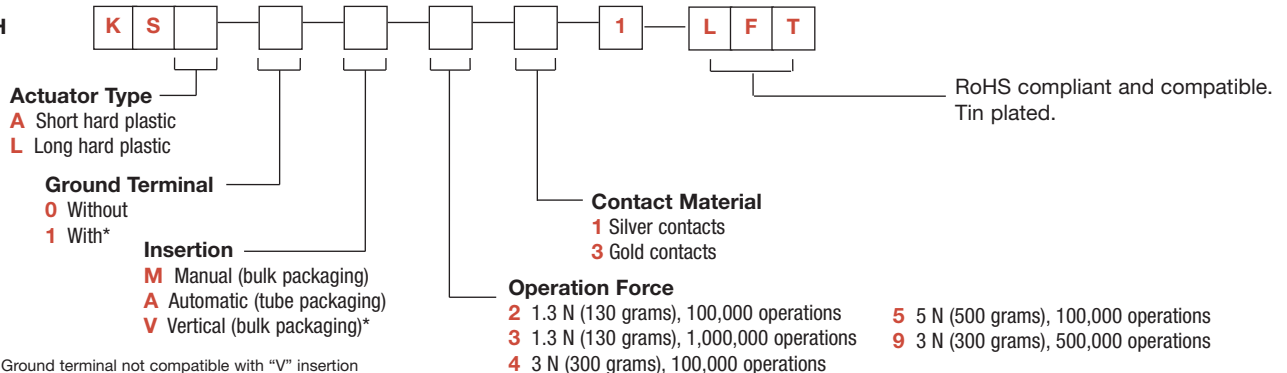 H
K S 1 L F T
RoHS compliant and compatible.
Tin plated.
Actuator Type
A Short hard plastic
L Long hard plastic
Ground Terminal
0 Without
1 With*
Insertion
M Manual (bulk packaging)
A Automatic (tube packaging)
V Vertical (bulk packaging)*
Contact Material
1 Silver contacts
3 Gold contacts
Operation Force
2 1.3 N (130 grams), 100,000 operations
3 1.3 N (130 grams), 1,000,000 operations
4 3 N (300 grams), 100,000 operations
5 5 N (500 grams), 100,000 operations
9 3 N (300 grams), 500,000 operations
Ground terminal not compatible with “V” insertion